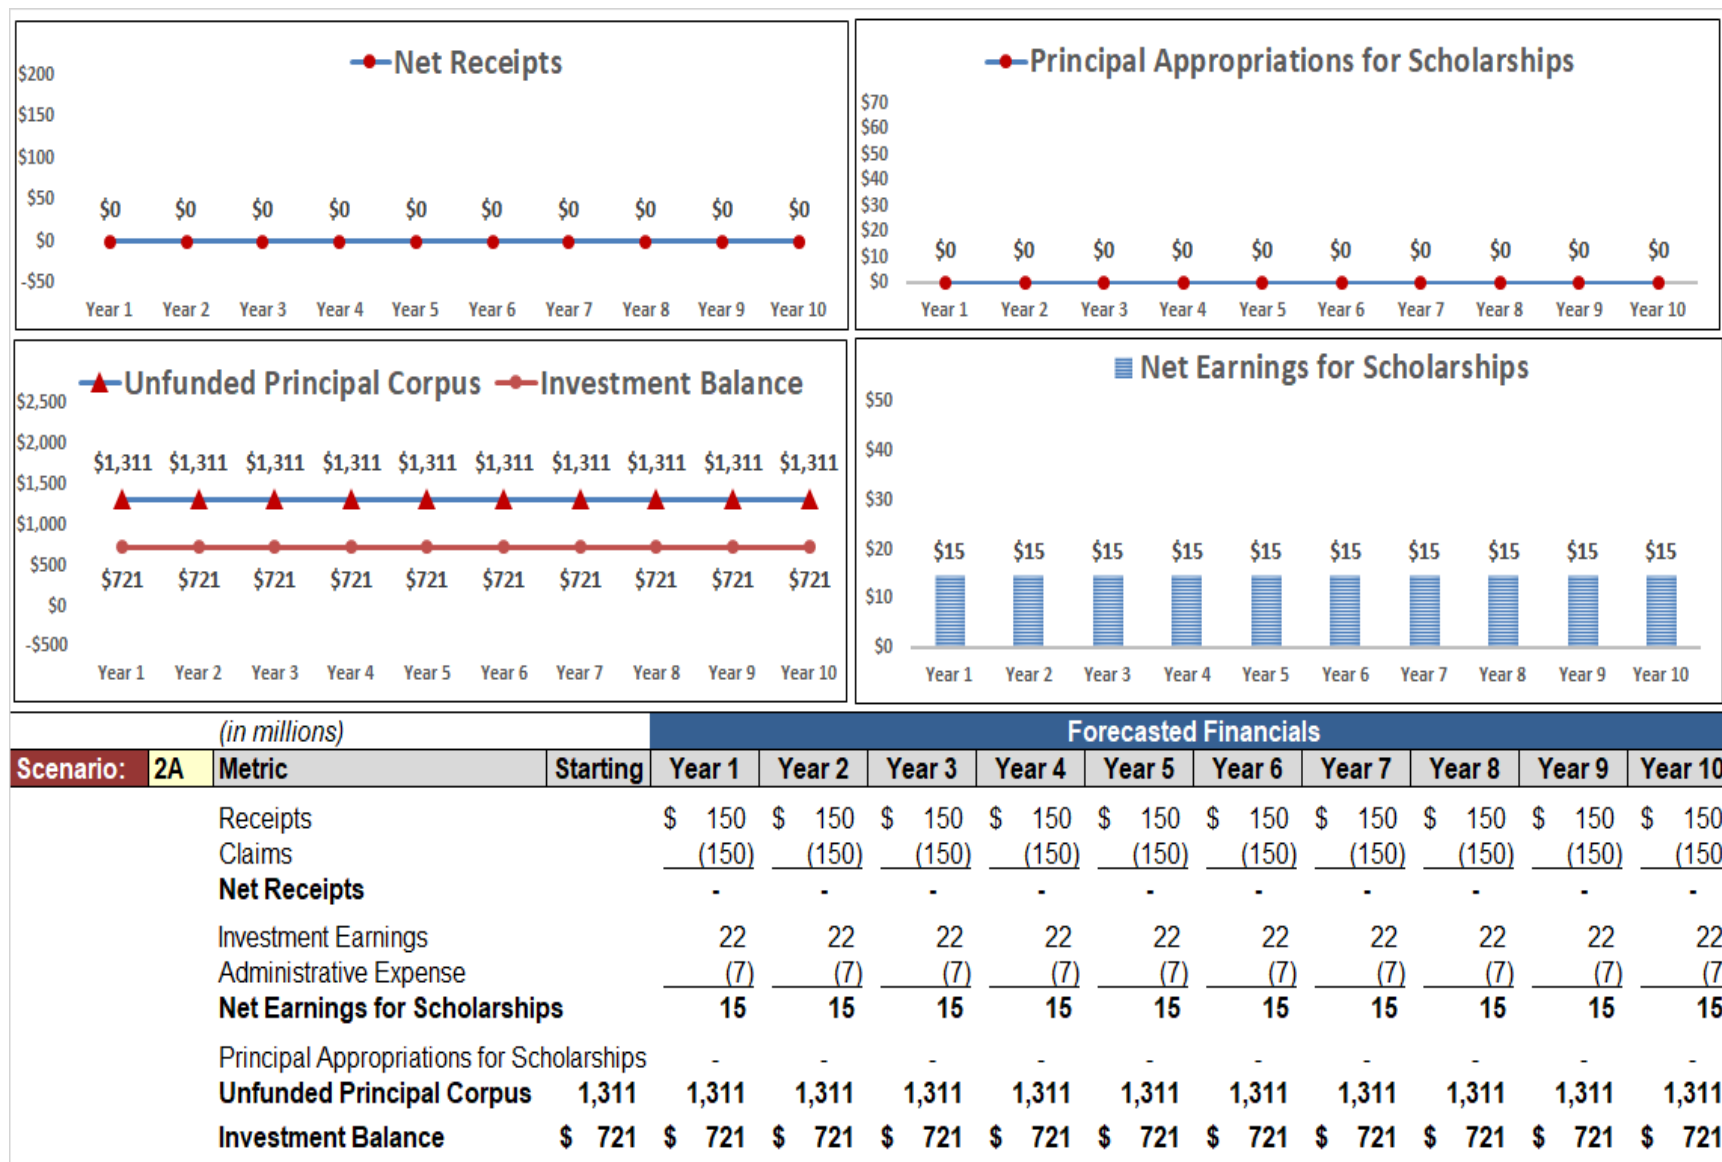 Net Receipts
$200
$150
$100
$50
$0
-$50
$0 $0 $0 $0 $0 $0 $0 $0 $0 $0
Year 1 Year 2 Year 3 Year 4 Year 5 Year 6 Year 7 Year 8 Year 9 Year 10
Principal Appropriations for Scholarships
$70
$60
$50
$40
$30
$20
$10
$0
$0 $0 $0 $0 $0 $0 $0 $0 $0 $0
Year 1 Year 2 Year 3 Year 4 Year 5 Year 6 Year 7 Year 8 Year 9 Year 10
Unfunded Principal Corpus Investment Balance
$2,500
$2,000
$1,500
$1,000
$500
$0
-$500
$1,311 $1,311 $1,311 $1,311 $1,311 $1,311 $1,311 $1,311 $1,311 $1,311
$721 $721 $721 $721 $721 $721 $721 $721 $721 $721
Year 1 Year 2 Year 3 Year 4 Year 5 Year 6 Year 7 Year 8 Year 9 Year 10
Net Earnings for Scholarships
$50
$40
$30
$20
$10
$0
$15 $15 $15 $15 $15 $15 $15 $15 $15 $15
Year 1 Year 2 Year 3 Year 4 Year 5 Year 6 Year 7 Year 8 Year 9 Year 10
(in millions) Forecasted Financials
Scenario: 2A Metric Starting Year 1 Year 2 Year 3 Year 4 Year 5 Year 6 Year 7 Year 8 Year 9 Year 10
Receipts $ 150 $ 150 $ 150 $ 150 $ 150 $ 150 $ 150 $ 150 $ 150 $ 150
Claims (150) (150) (150) (150) (150) (150) (150) (150) (150) (150
Net Receipts - - - - - - - - - -
Investment Earnings 22 22 22 22 22 22 22 22 22 22
Administrative Expense (7) (7) (7) (7) (7) (7) (7) (7) (7) (7
Net Earnings for Scholarships 15 15 15 15 15 15 15 15 15 15
Principal Appropriations for Scholarships - - - - - - - - - -
Unfunded Principal Corpus 1,311 1,311 1,311 1,311 1,311 1,311 1,311 1,311 1,311 1,311 1,311
Investment Balance $ 721 $ 721 $ 721 $ 721 $ 721 $ 721 $ 721 $ 721 $ 721 $ 721 $ 721